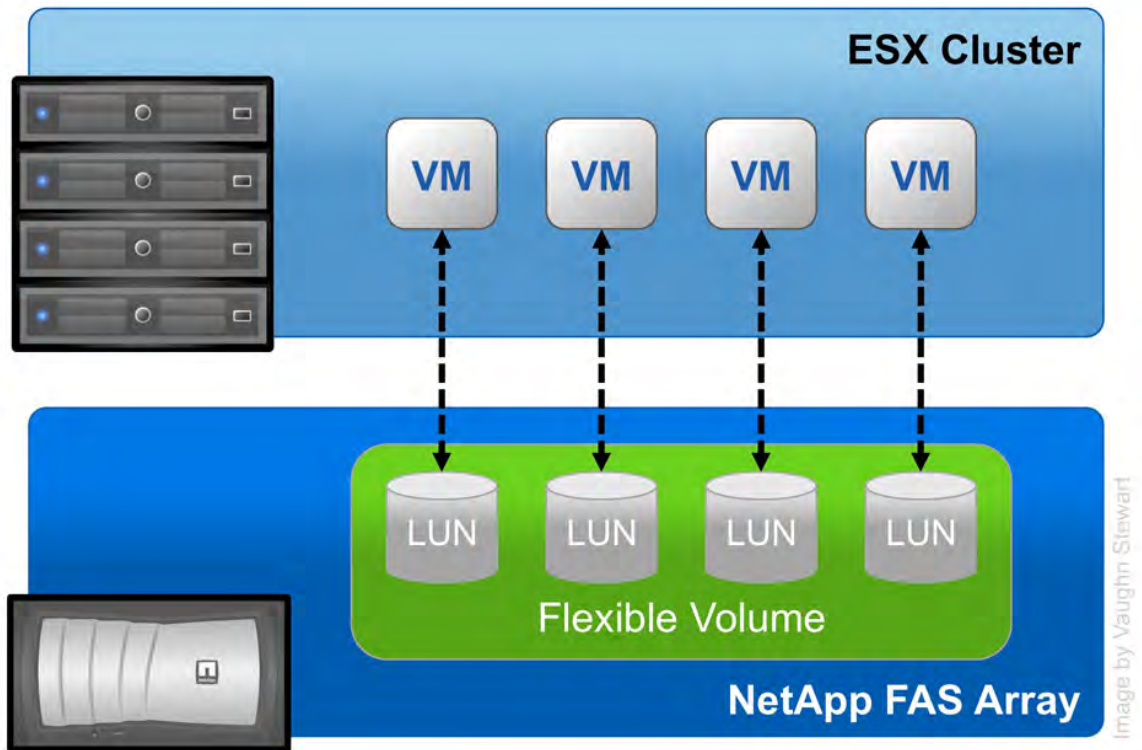 ESX Cluster
VM VM VM VM
LUN LUN LUN LUN
Flexible Volume
NetApp FAS Array
Image by Vaughn Stewart